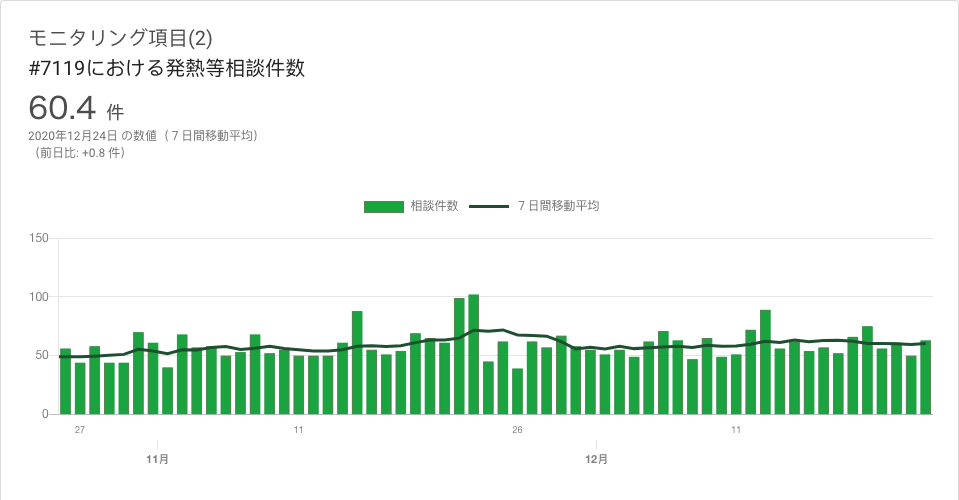 モニタリング項目(2)
#7119における発熱等相談件数
60.4 件
2020年12月24日 の数値（７日間移動平均）
（前日比: +0.8 件）
相談件数 ７日間移動平均
150
100
50
0
27 11 26 11
11月 12月